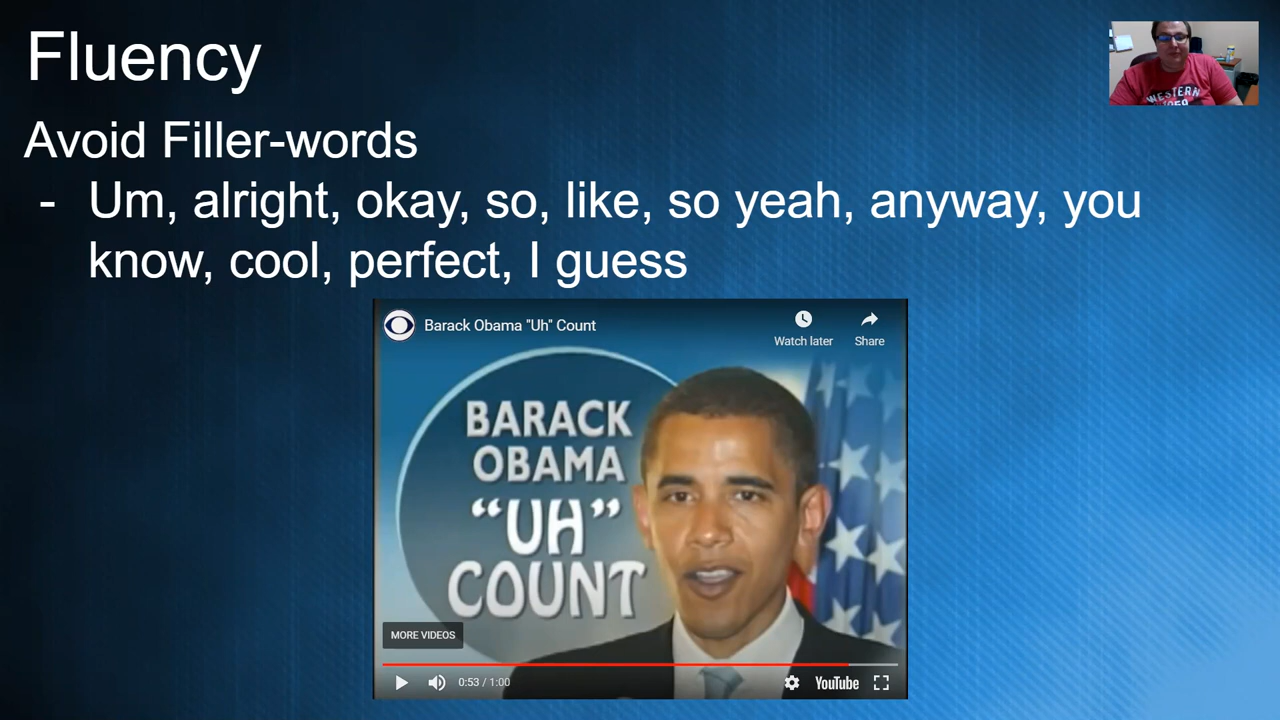 Fluency
Avoid Filler-words
- Um, alright, okay, so, like, so yeah, anyway, you
know, cool, perfect, I guess
Barack Obama "Uh" Count
Watch later
Share
BARACK
OBAMA
“UH”
COUNT
MORE VIDEOS
0:53 / 1:00
YouTube
WESTERN